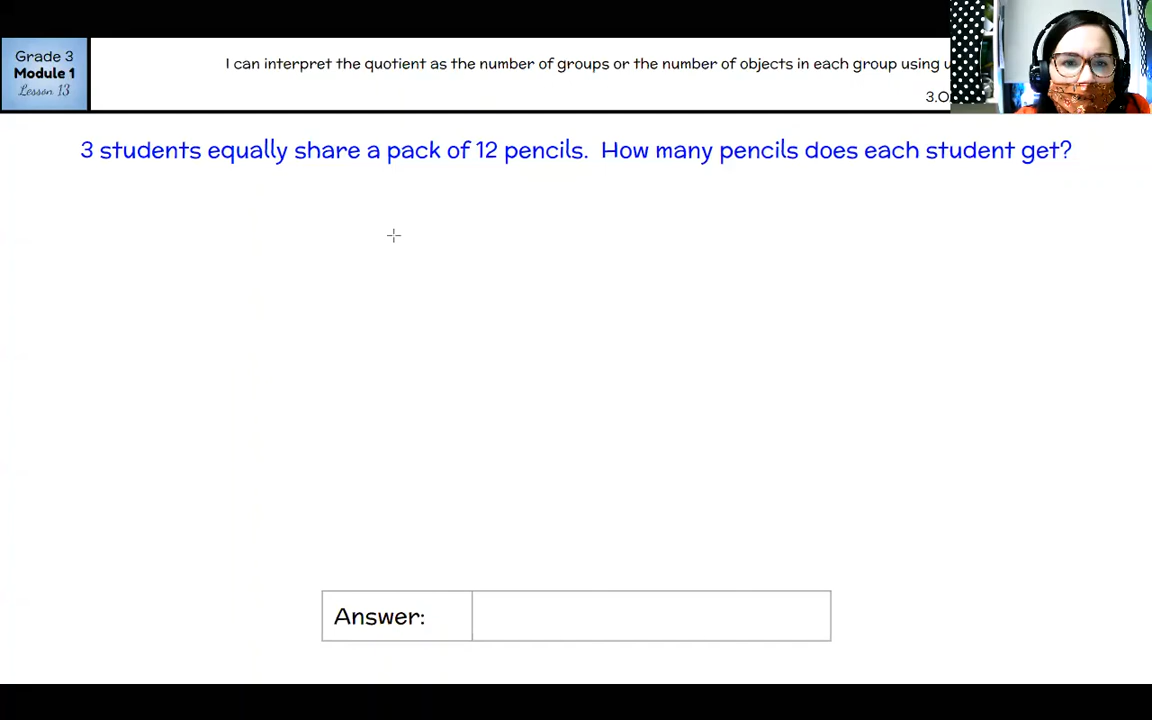 Grade 3
Module 1
Lesson 13
I can interpret the quotient as the number of groups or the number of objects in each group using
3.O
3 students equally share a pack of 12 pencils. How many pencils does each student get?
Answer: